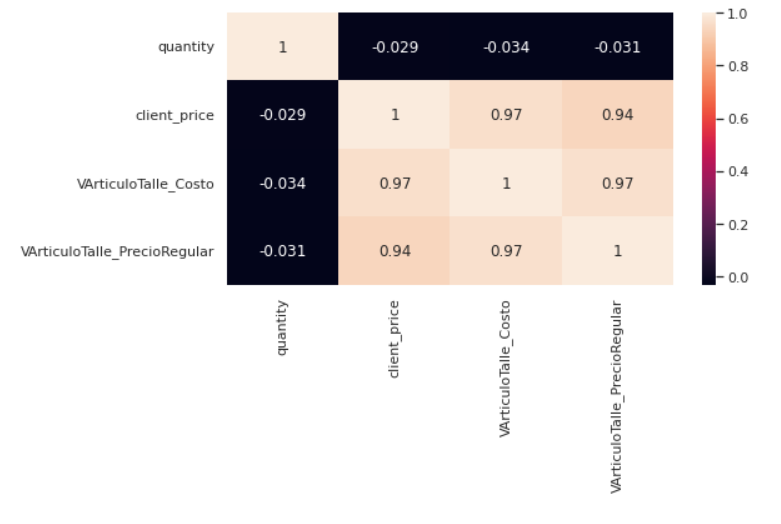 quantity 1 -0.029 -0.034 -0.031
client_price -0.029 1 0.97 0.94
VArticuloTalle_Costo -0.034 0.97 1 0.97
VArticuloTalle_PrecioRegular -0.031 0.94 0.97 1
quantity
client_price
VArticuloTalle_Costo
VArticuloTalle_PrecioRegular
1.0
0.8
0.6
0.4
0.2
0.0